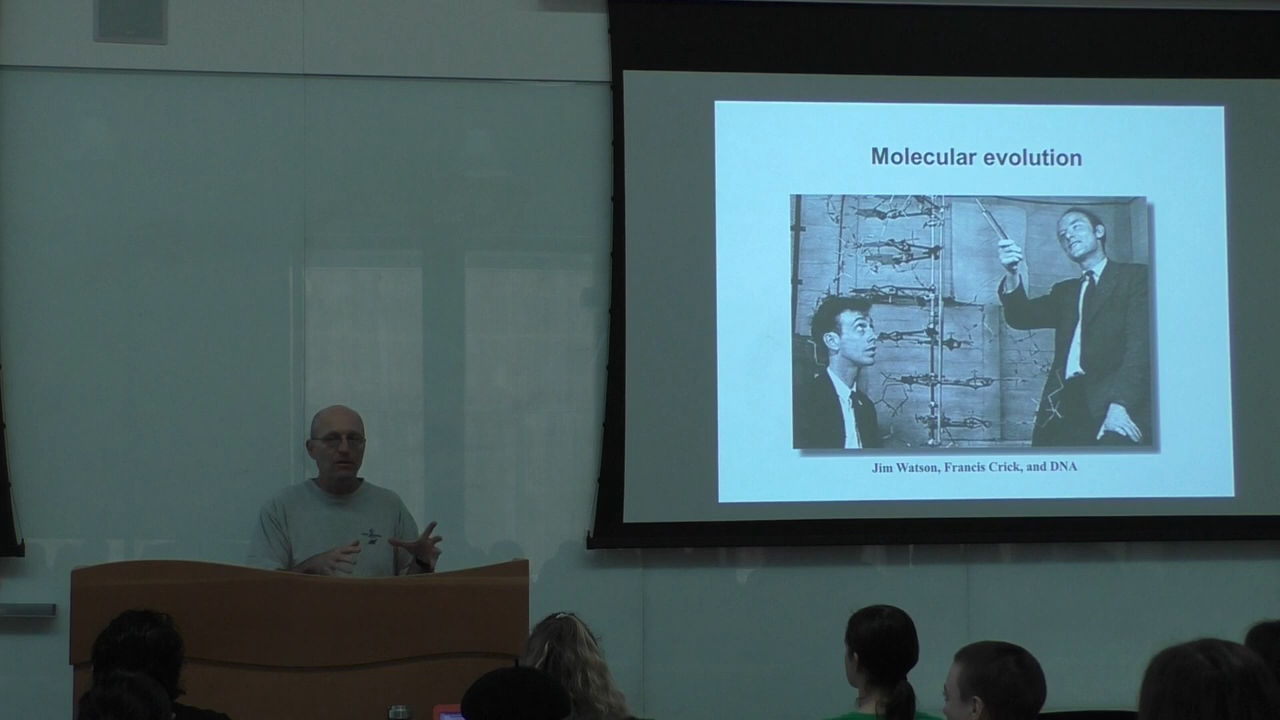 Molecular evolution
Jim Watson, Francis Crick, and DNA